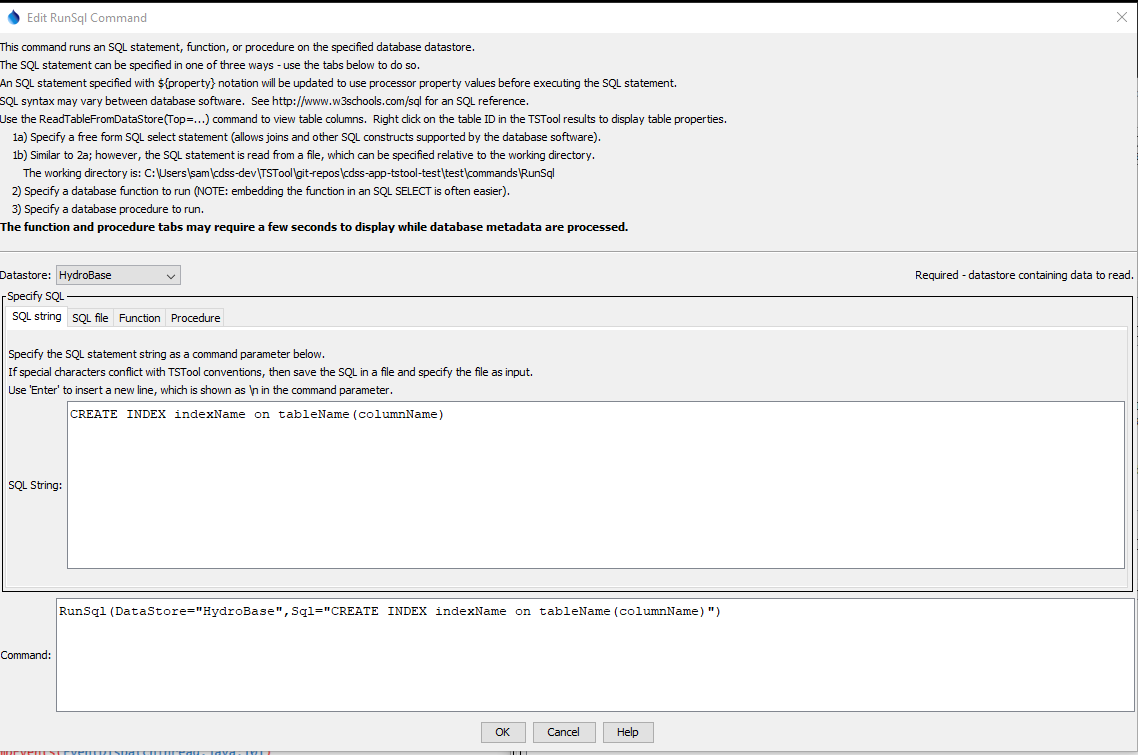 Edit RunSql Command
This command runs an SQL statement, function, or procedure on the specified database datastore.
The SQL statement can be specified in one of three ways - use the tabs below to do so.
An SQL statement specified with ${property} notation will be updated to use processor property values before executing the SQL statement.
SQL syntax may vary between database software.  See http://www.w3schools.com/sql for an SQL reference.
Use the ReadTableFromDataStore(Top=...) command to view table columns.  Right click on the table ID in the TSTool results to display table properties.
1a) Specify a free form SQL select statement (allows joins and other SQL constructs supported by the database software).
1b) Similar to 2a; however, the SQL statement is read from a file, which can be specified relative to the working directory.
The working directory is: C:\Users\sam\cdss-dev\TSTool\git-repos\cdss-app-tstool-test\test\commands\RunSql
2) Specify a database function to run (NOTE: embedding the function in an SQL SELECT is often easier).
3) Specify a database procedure to run.
The function and procedure tabs may require a few seconds to display while database metadata are processed.
Datastore: HydroBase Required - datastore containing data to read.
Specify SQL
SQL string SQL file Function Procedure
Specify the SQL statement string as a command parameter below.
If special characters conflict with TSTool conventions, then save the SQL in a file and specify the file as input.
Use 'Enter' to insert a new line, which is shown as \n in the command parameter.
CREATE INDEX indexName on tableName(columnName)
SQL String:
RunSql(DataStore="HydroBase",Sql="CREATE INDEX indexName on tableName(columnName)")
Command:
OK Cancel Help